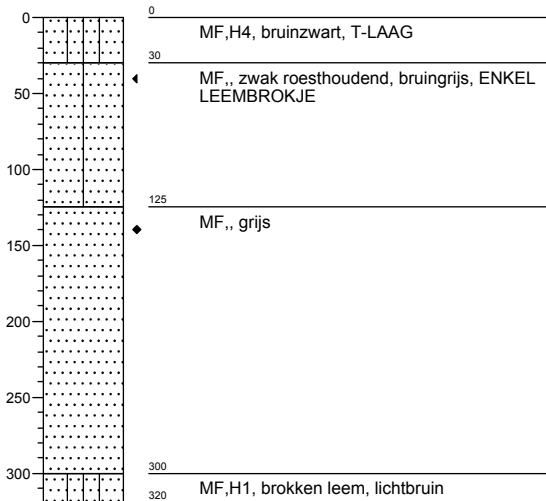 0
0
MF,H4, bruinzwart, T-LAAG
30
MF,, zwak roesthoudend, bruingrijs, ENKEL
LEEMBROKJE
50
100
125
MF,, grijs
150
200
250
300
300
MF,H1, brokken leem, lichtbruin
320